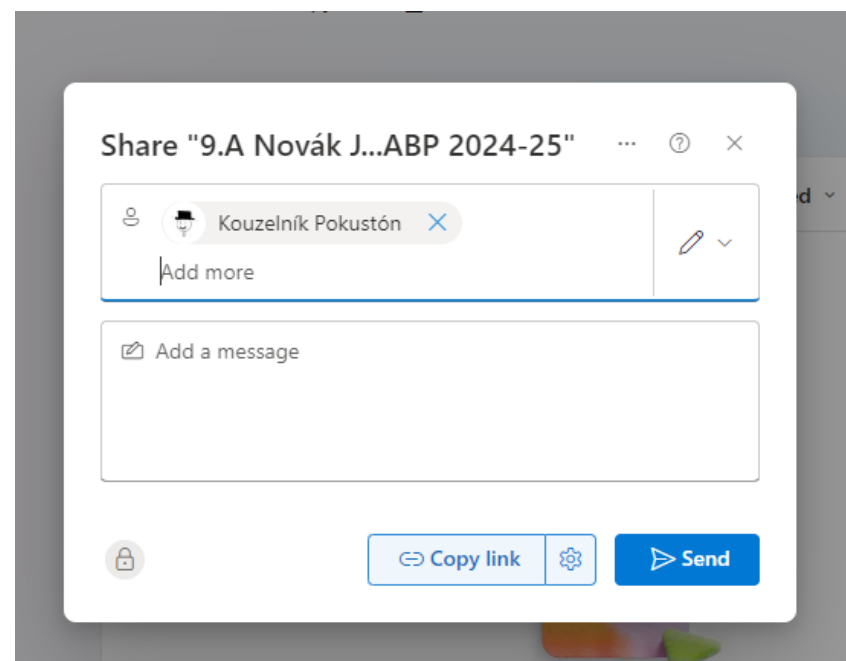 Share "9.A Novák J...ABP 2024-25"
Kouzelník Pokustón
Add more
Add a message
Copy link
Send